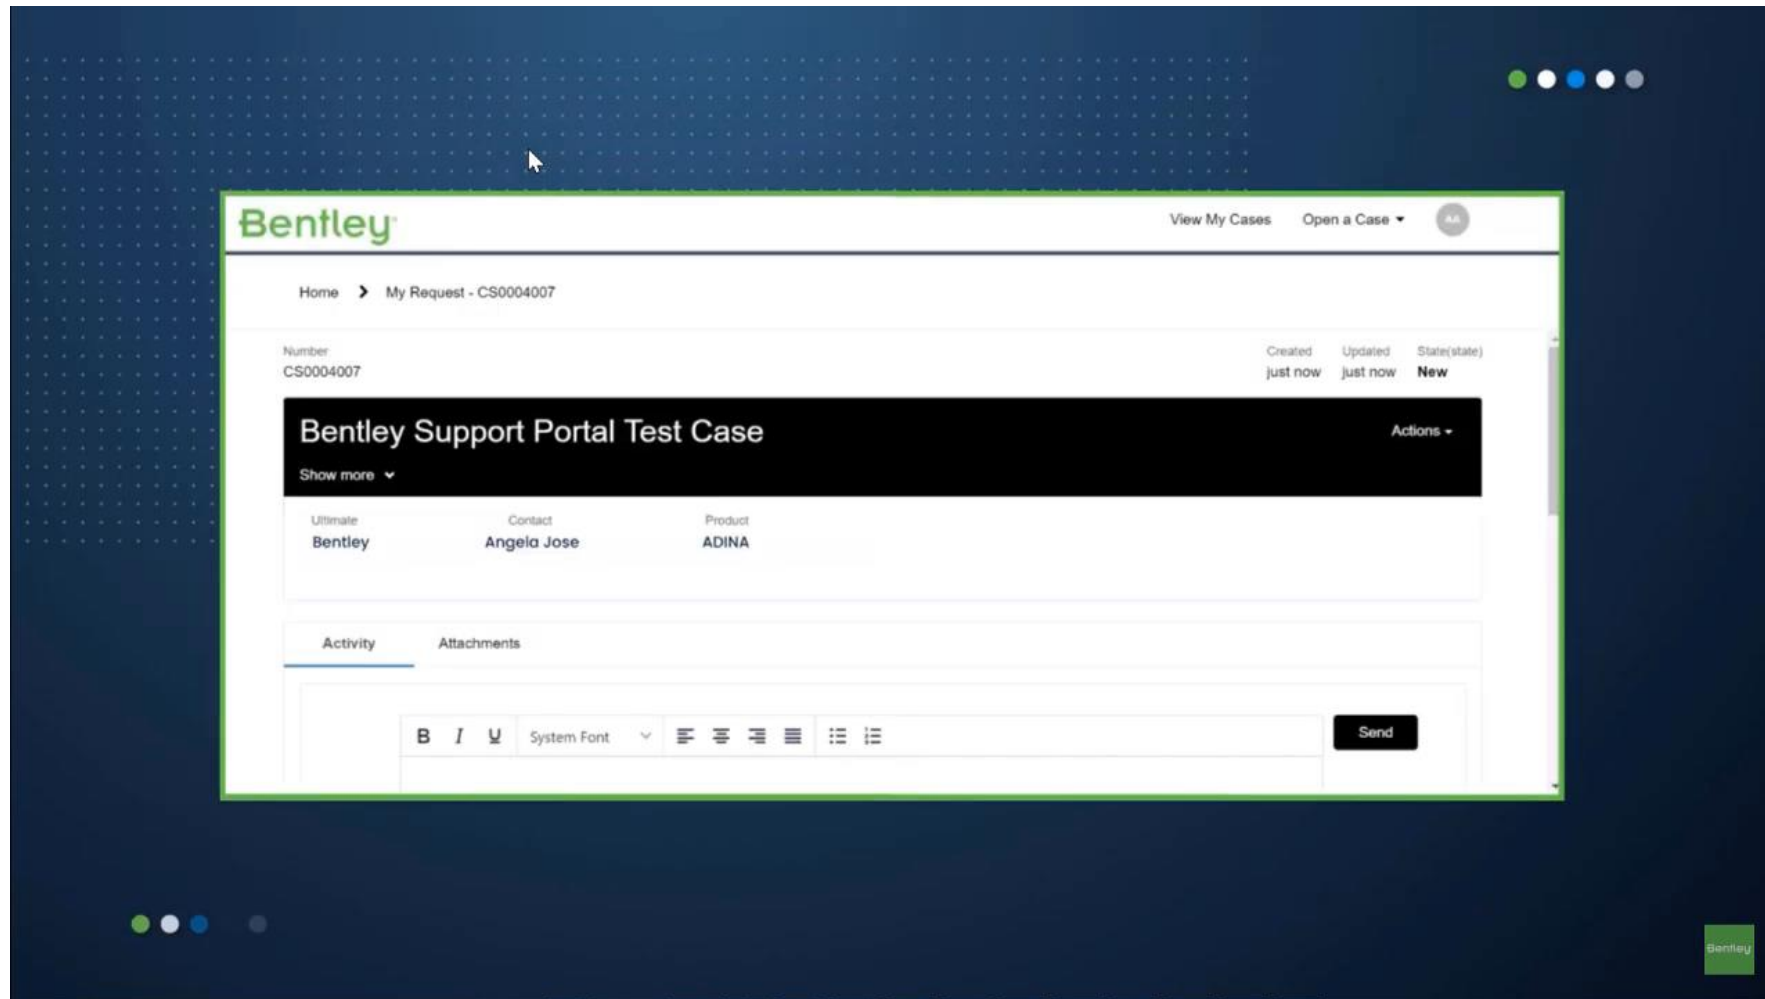 Bentley
View My Cases Open a Case
AA
Home My Request - CS0004007
Number
CS0004007
Created Updated State(state)
just now just now New
Bentley Support Portal Test Case
Actions
Show more
Ultimate Contact Product
Bentley Angela Jose ADINA
Activity Attachments
B I U System Font
Send
Bentley